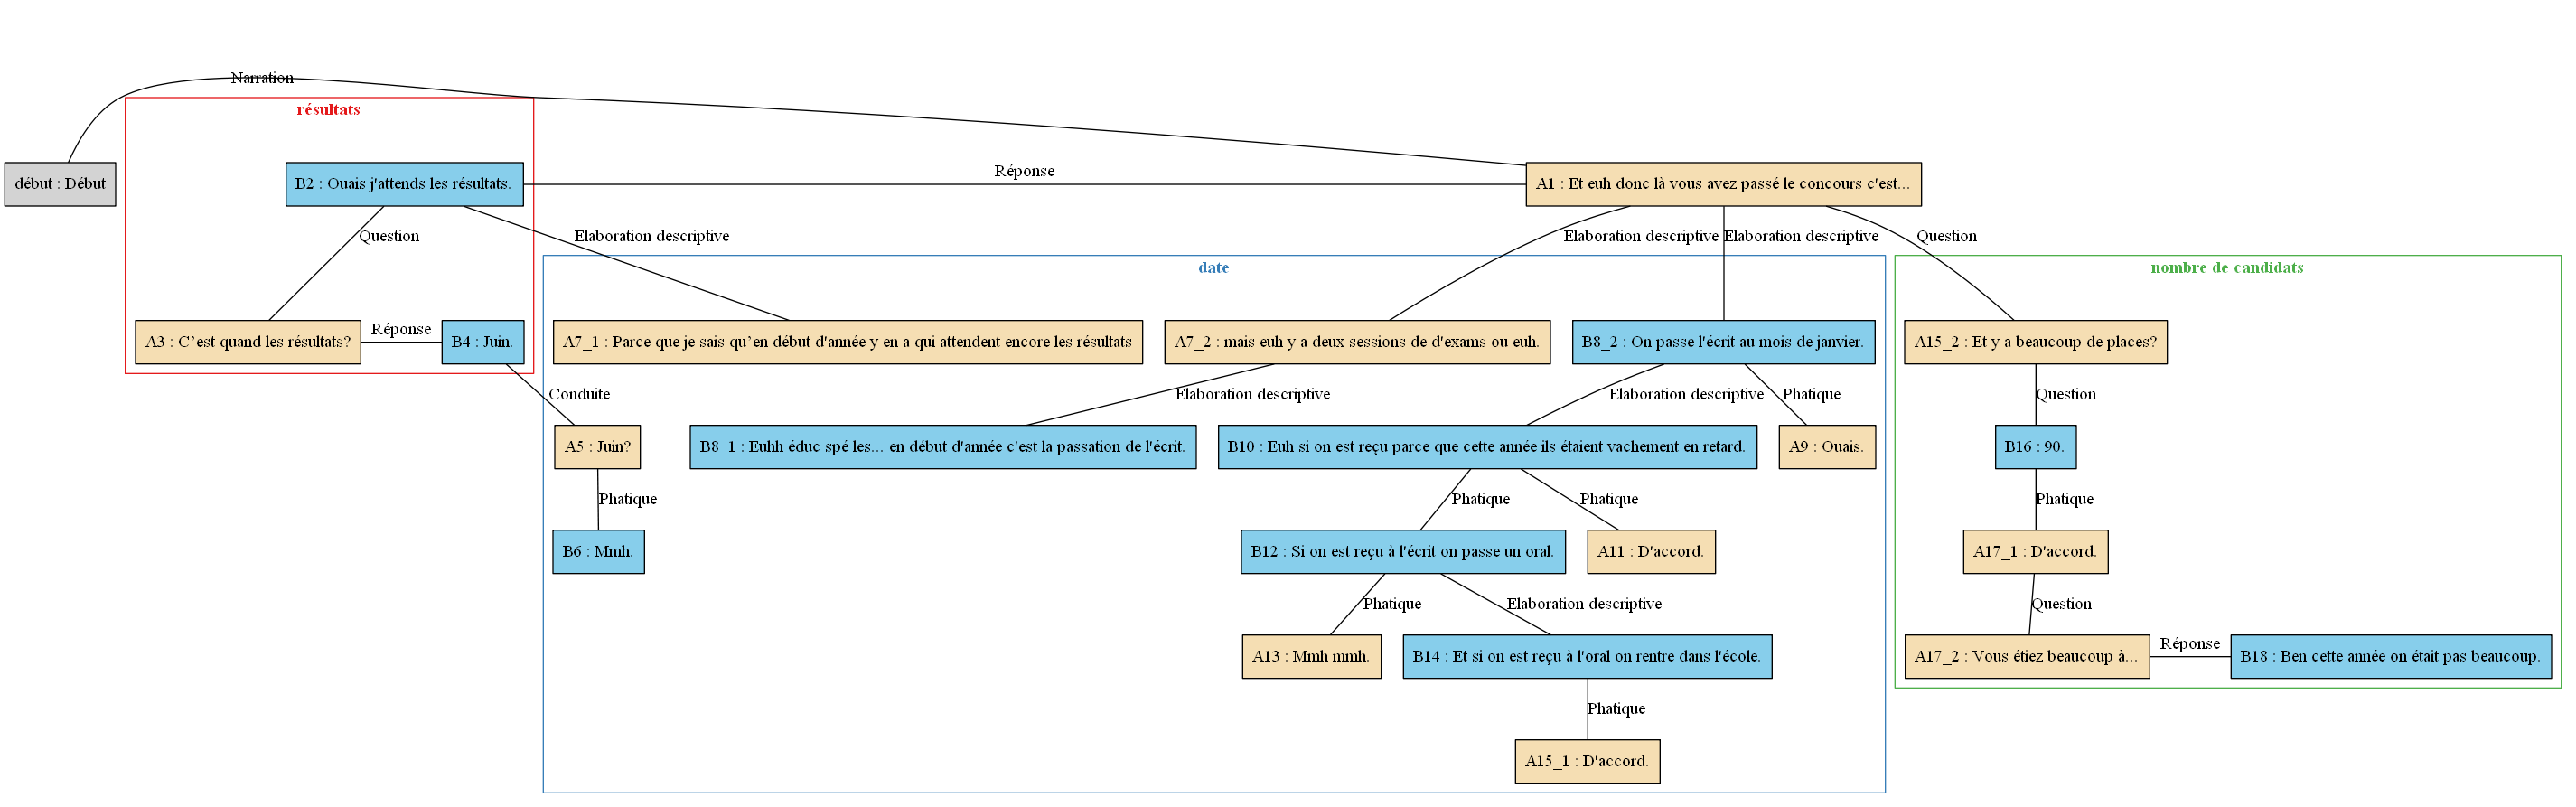 Narration
résultats
début : Début
B2 : Ouais j'attends les résultats.
Réponse
A1 : Et euh donc là vous avez passé le concours c'est...
Question
Elaboration descriptive
Elaboration descriptive
Elaboration descriptive
Question
date
nombre de candidats
A3 : C’est quand les résultats?
Réponse
B4 : Juin.
A7_1 : Parce que je sais qu’en début d'année y en a qui attendent encore les résultats
A7_2 : mais euh y a deux sessions de d'exams ou euh.
B8_2 : On passe l'écrit au mois de janvier.
A15_2 : Et y a beaucoup de places?
Conduite
Elaboration descriptive
Elaboration descriptive
Phatique
Question
A5 : Juin?
B8_1 : Euhh éduc spé les... en début d'année c'est la passation de l'écrit.
B10 : Euh si on est reçu parce que cette année ils étaient vachement en retard.
A9 : Ouais.
B16 : 90.
Phatique
Phatique
Phatique
Phatique
B6 : Mmh.
B12 : Si on est reçu à l'écrit on passe un oral.
A11 : D'accord.
A17_1 : D'accord.
Phatique
Elaboration descriptive
Question
A13 : Mmh mmh.
B14 : Et si on est reçu à l'oral on rentre dans l'école.
A17_2 : Vous étiez beaucoup à...
Réponse
B18 : Ben cette année on était pas beaucoup.
Phatique
A15_1 : D'accord.